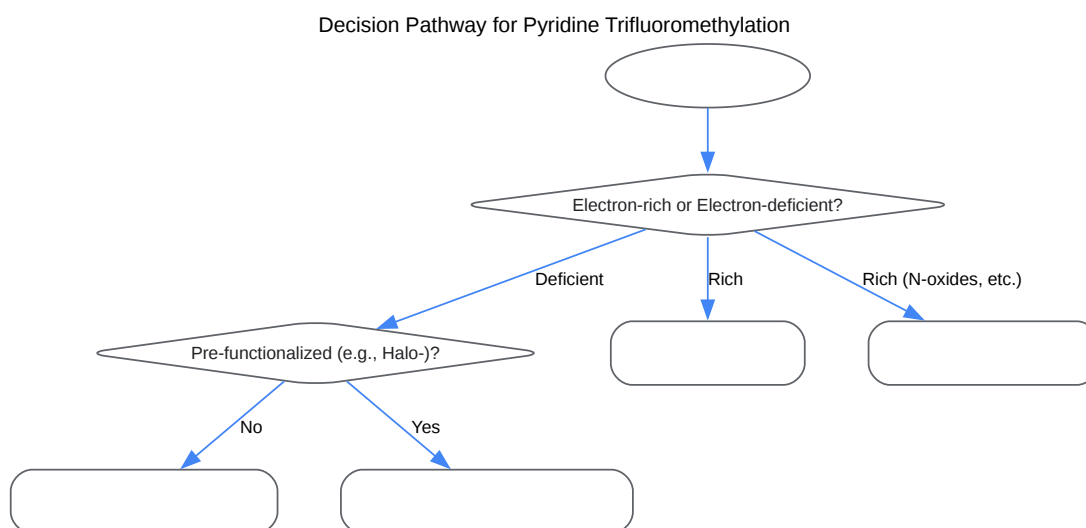 Decision Pathway for Pyridine Trifluoromethylation
Electron-rich or Electron-deficient?
Deficient
Rich
Rich (N-oxides, etc.)
Pre-functionalized (e.g., Halo-)?
No
Yes